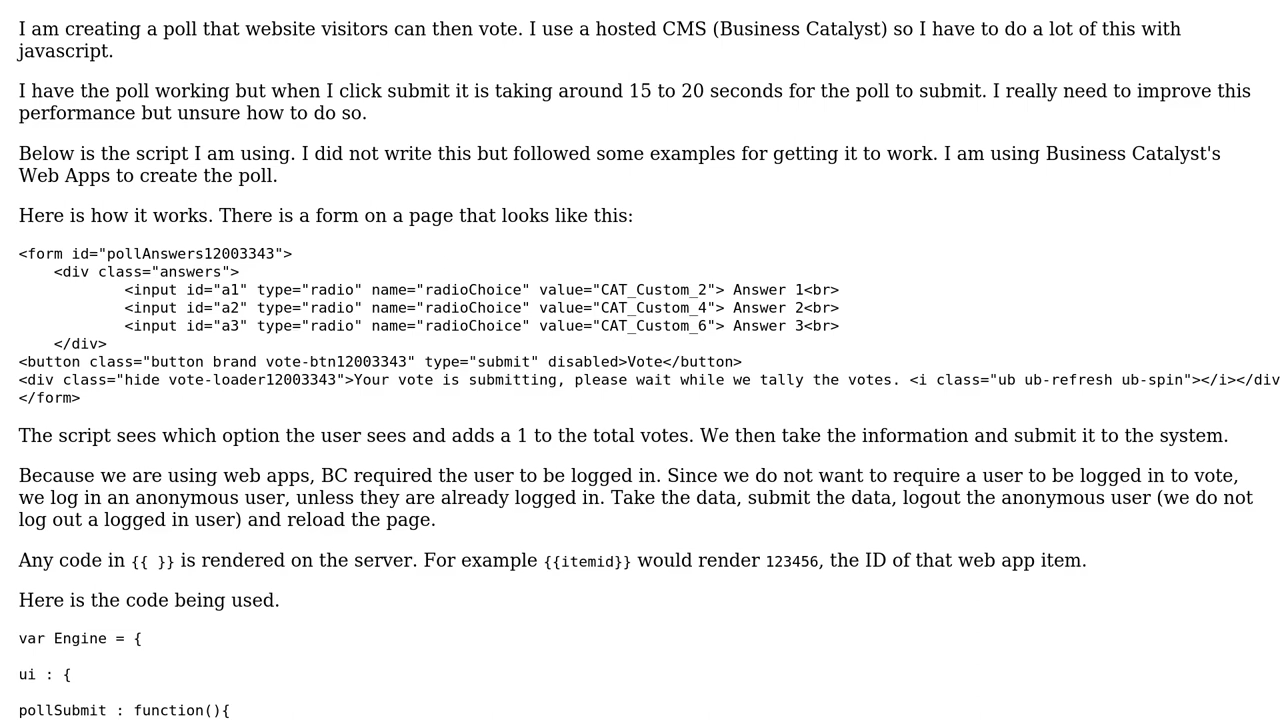 I am creating a poll that website visitors can then vote. I use a hosted CMS (Business Catalyst) so I have to do a lot of this with
javascript.
I have the poll working but when I click submit it is taking around 15 to 20 seconds for the poll to submit. I really need to improve this
performance but unsure how to do so.
Below is the script I am using. I did not write this but followed some examples for getting it to work. I am using Business Catalyst's
Web Apps to create the poll.
Here is how it works. There is a form on a page that looks like this:
<form id="pollAnswers12003343">
    <div class="answers">
            <input id="a1" type="radio" name="radioChoice" value="CAT_Custom_2"> Answer 1<br>
            <input id="a2" type="radio" name="radioChoice" value="CAT_Custom_4"> Answer 2<br>
            <input id="a3" type="radio" name="radioChoice" value="CAT_Custom_6"> Answer 3<br>
    </div>
<button class="button brand vote-btn12003343" type="submit" disabled>Vote</button>
<div class="hide vote-loader12003343">Your vote is submitting, please wait while we tally the votes. <i class="ub ub-refresh ub-spin"></i></div
</form>
The script sees which option the user sees and adds a 1 to the total votes. We then take the information and submit it to the system.
Because we are using web apps, BC required the user to be logged in. Since we do not want to require a user to be logged in to vote,
we log in an anonymous user, unless they are already logged in. Take the data, submit the data, logout the anonymous user (we do not
log out a logged in user) and reload the page.
Any code in {{ }} is rendered on the server. For example {{itemid}} would render 123456, the ID of that web app item.
Here is the code being used.
var Engine = {
ui : {
pollSubmit : function(){